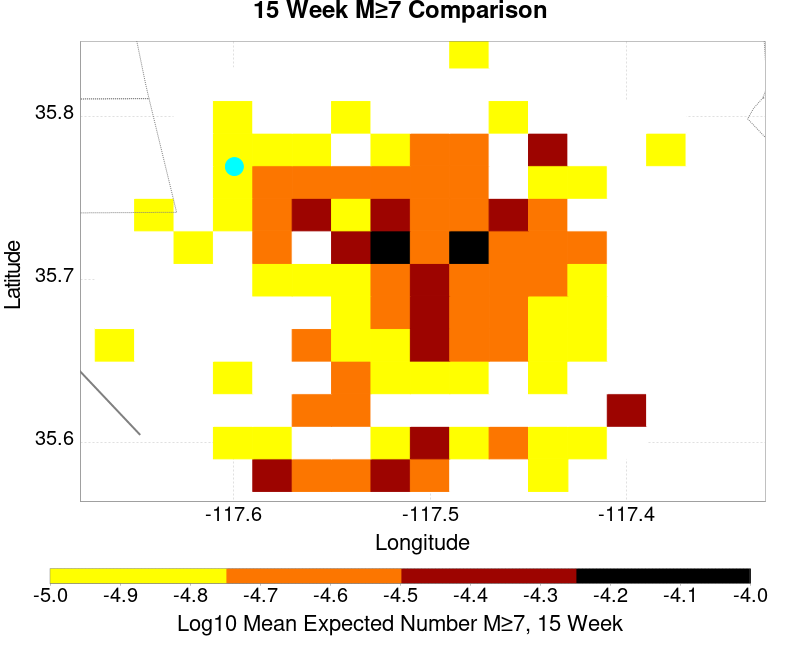 15 Week M≥7 Comparison
35.8
35.7
35.6
Latitude
-117.6 -117.5 -117.4
Longitude
-5.0 -4.9 -4.8 -4.7 -4.6 -4.5 -4.4 -4.3 -4.2 -4.1 -4.0
Log10 Mean Expected Number M≥7, 15 Week